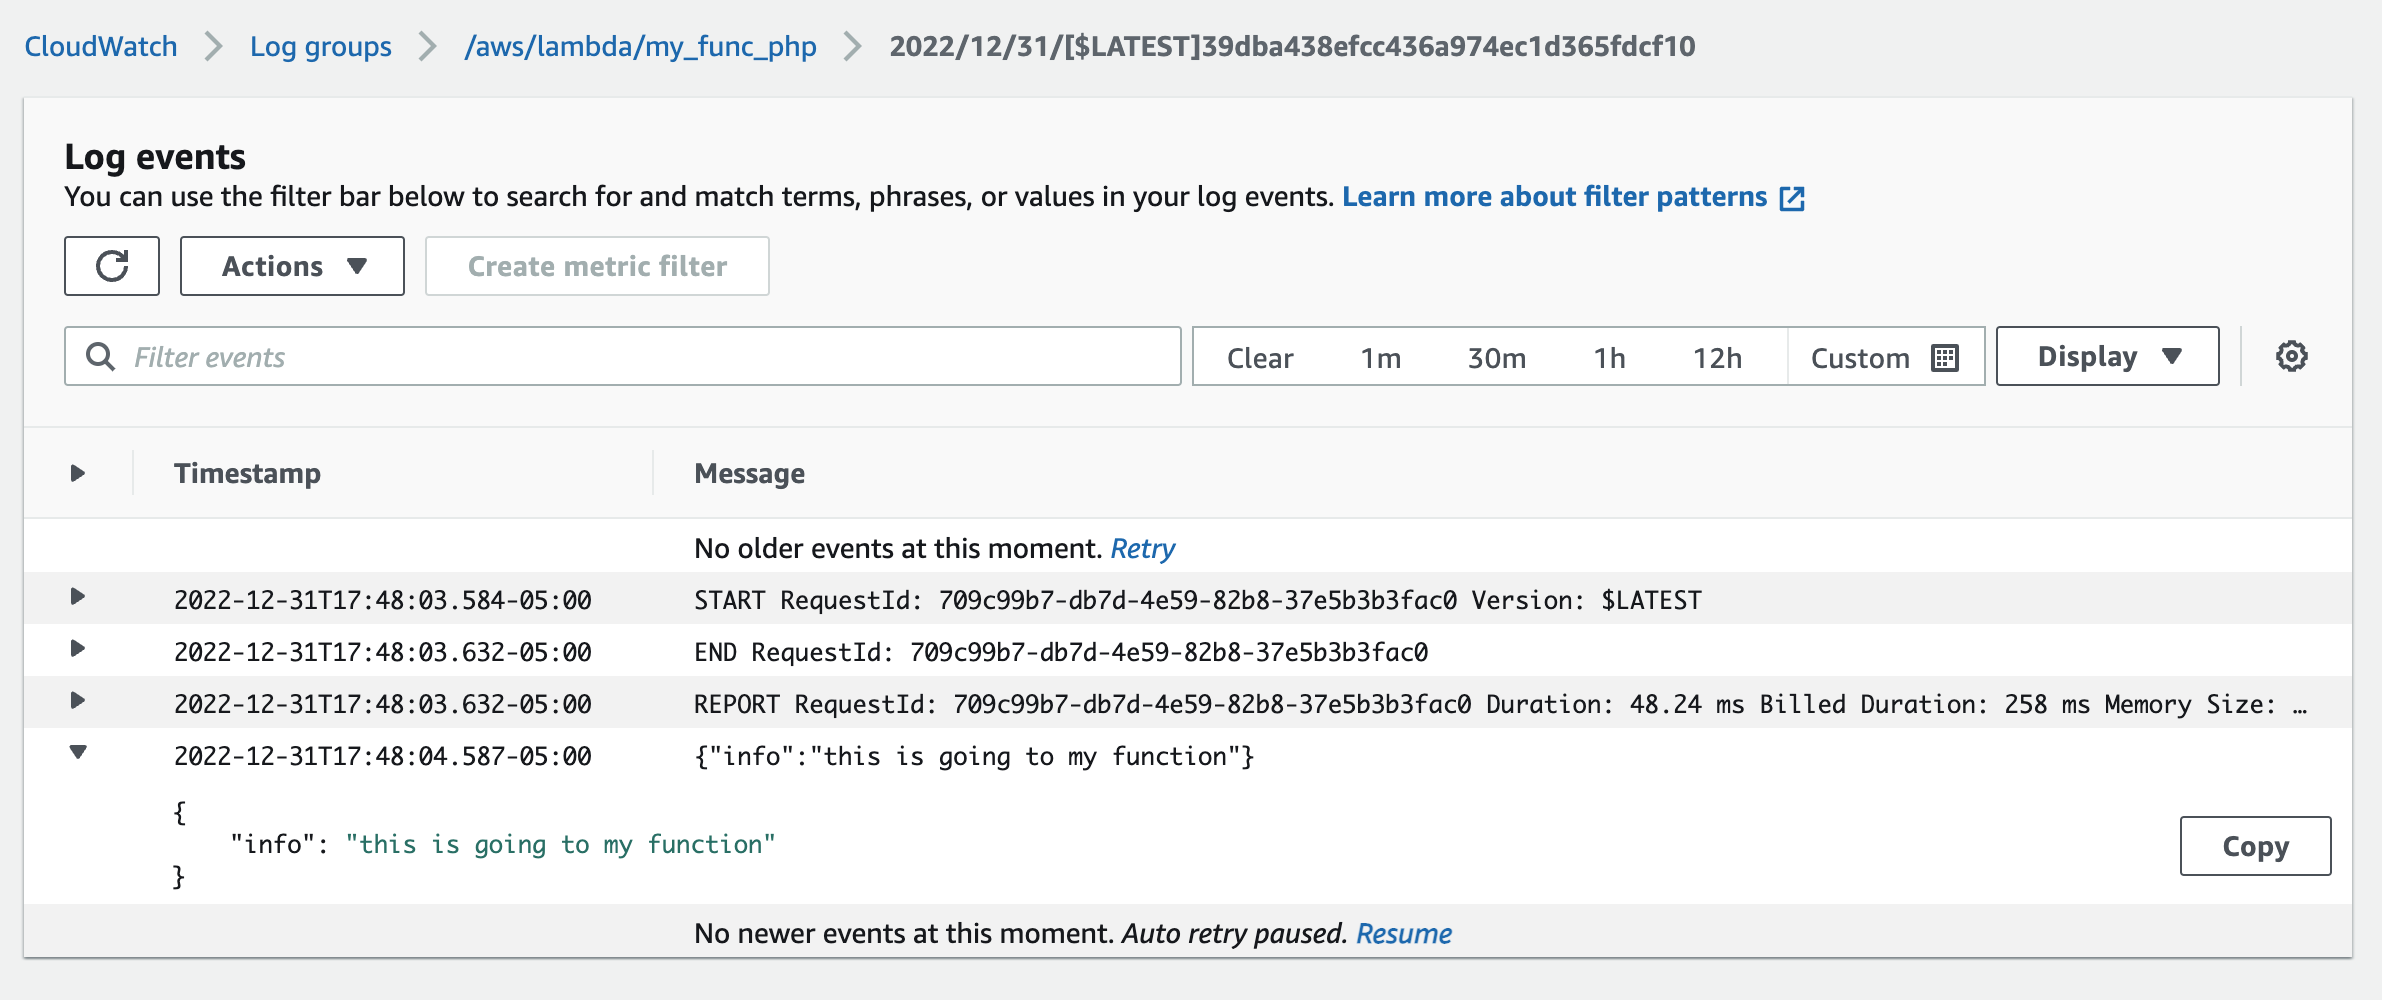 CloudWatch > Log groups > /aws/lambda/my_func_php > 2022/12/31/[$LATEST]39dba438efcc436a974ec1d365fdcf10
Log events
You can use the filter bar below to search for and match terms, phrases, or values in your log events. Learn more about filter patterns
Actions Create metric filter
Filter events Clear 1m 30m 1h 12h Custom Display
Timestamp Message
No older events at this moment. Retry
2022-12-31T17:48:03.584-05:00 START RequestId: 709c99b7-db7d-4e59-82b8-37e5b3b3fac0 Version: $LATEST
2022-12-31T17:48:03.632-05:00 END RequestId: 709c99b7-db7d-4e59-82b8-37e5b3b3fac0
2022-12-31T17:48:03.632-05:00 REPORT RequestId: 709c99b7-db7d-4e59-82b8-37e5b3b3fac0 Duration: 48.24 ms Billed Duration: 258 ms Memory Size: …
2022-12-31T17:48:04.587-05:00 {"info":"this is going to my function"}
{
"info": "this is going to my function"
}
Copy
No newer events at this moment. Auto retry paused. Resume